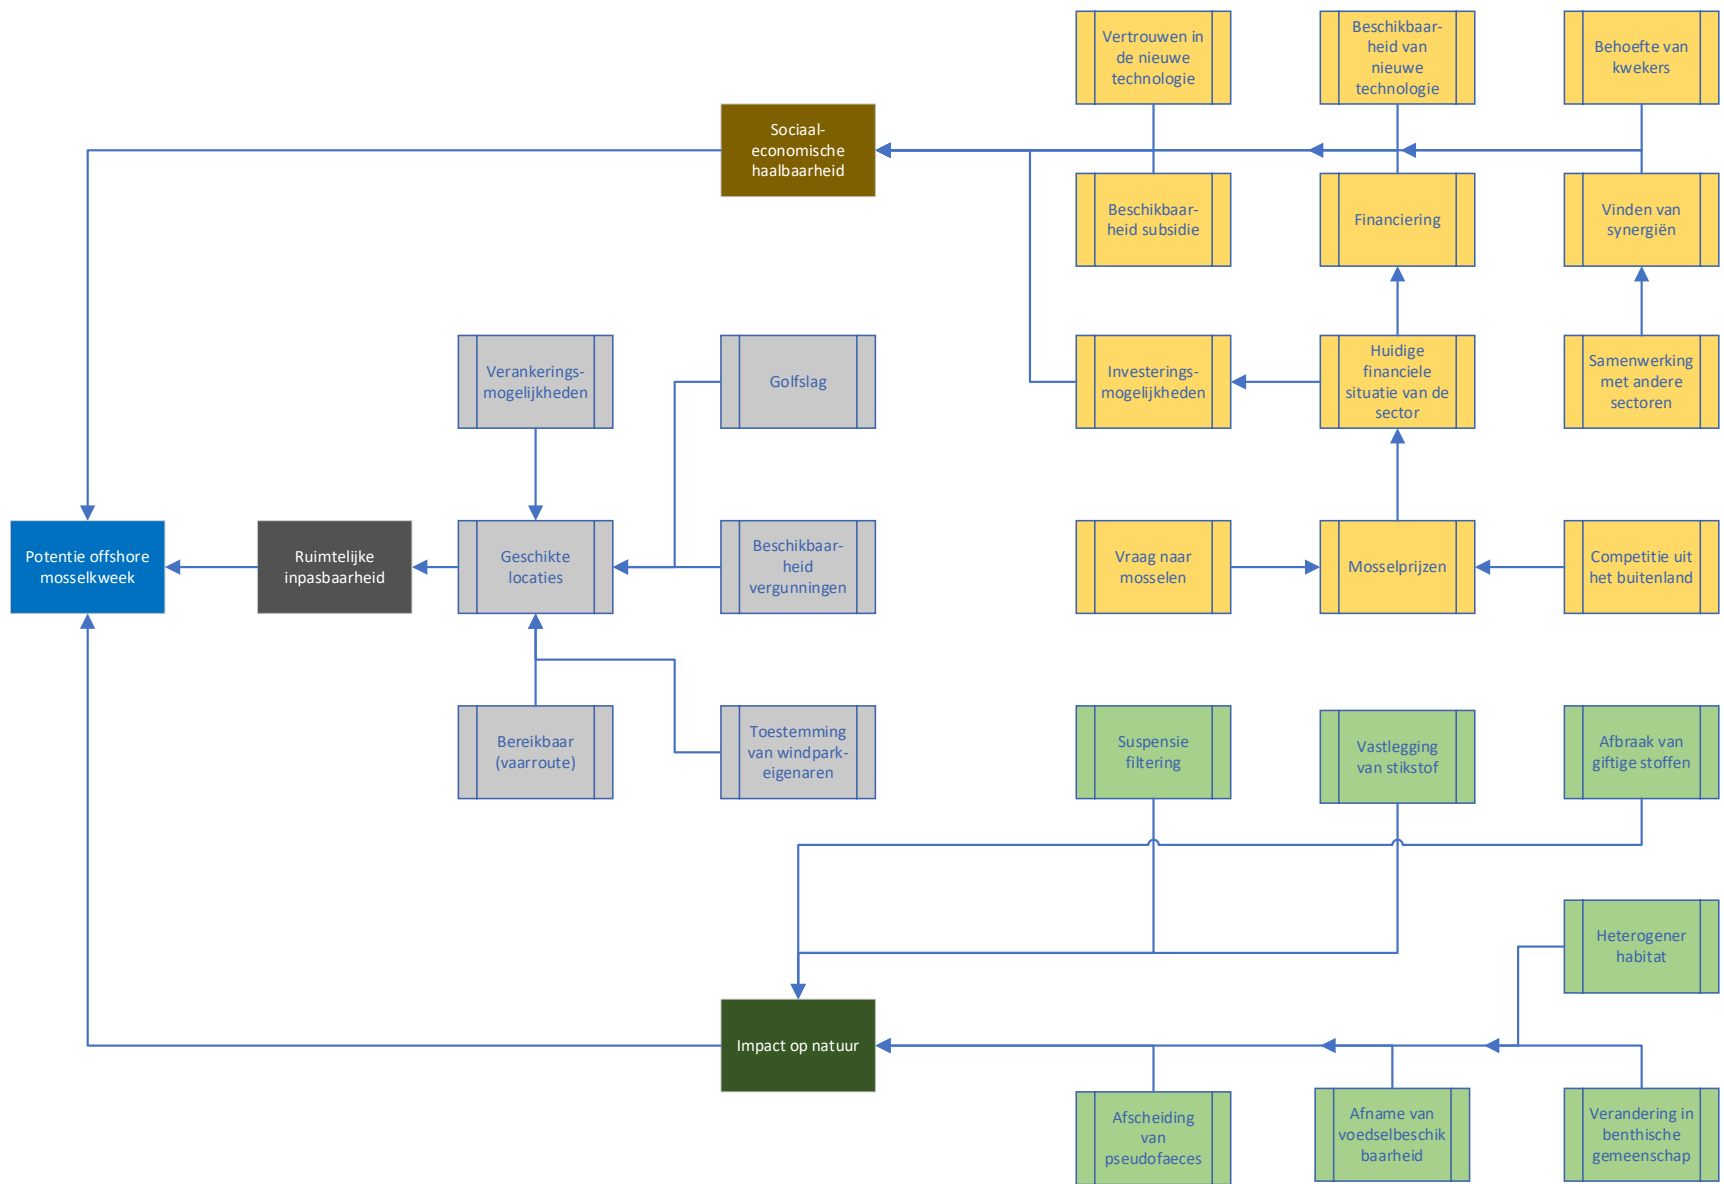 Vertrouwen in
de nieuwe
technologie
Beschikbaar-
heid van
nieuwe
technologie
Behoefte van
kwekers
Sociaal-
economische
haalbaarheid
Beschikbaar-
heid subsidie
Financiering
Vinden van
synergiën
Verankerings-
mogelijkheden
Golfslag
Investerings-
mogelijkheden
Huidige
financiele
situatie van de
sector
Samenwerking
met andere
sectoren
Potentie offshore
mosselkweek
Ruimtelijke
inpasbaarheid
Geschikte
locaties
Beschikbaar-
heid
vergunningen
Vraag naar
mosselen
Mosselprijzen
Competitie uit
het buitenland
Bereikbaar
(vaarroute)
Toestemming
van windpark-
eigenaren
Suspensie
filtering
Vastlegging
van stikstof
Afbraak van
giftige stoffen
Heterogener
habitat
Impact op natuur
Afscheiding
van
pseudofaeces
Afname van
voedselbeschik
baarheid
Verandering in
benthische
gemeenschap